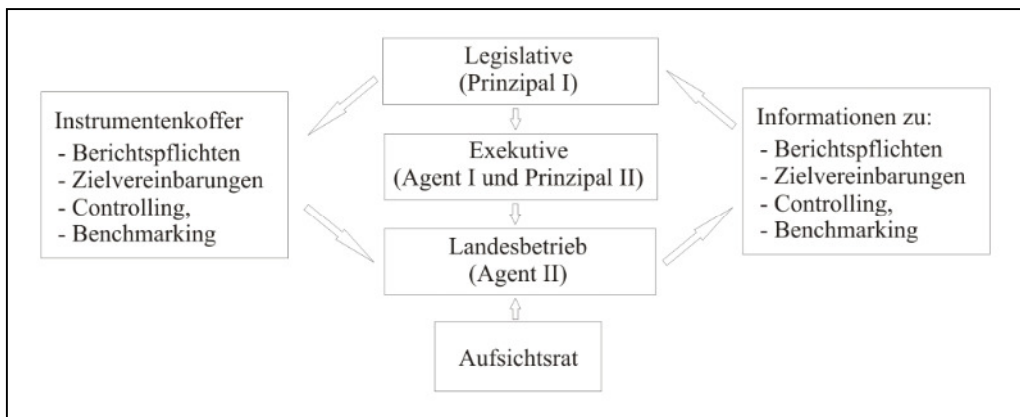 Legislative
(Prinzipal I)
Instrumentenkoffer
- Berichtspflichten
- Zielvereinbarungen
- Controlling,
- Benchmarking
Exekutive
(Agent I und Prinzipal II)
Landesbetrieb
(Agent II)
Aufsichtsrat
Informationen zu:
- Berichtspflichten
- Zielvereinbarungen
- Controlling,
- Benchmarking